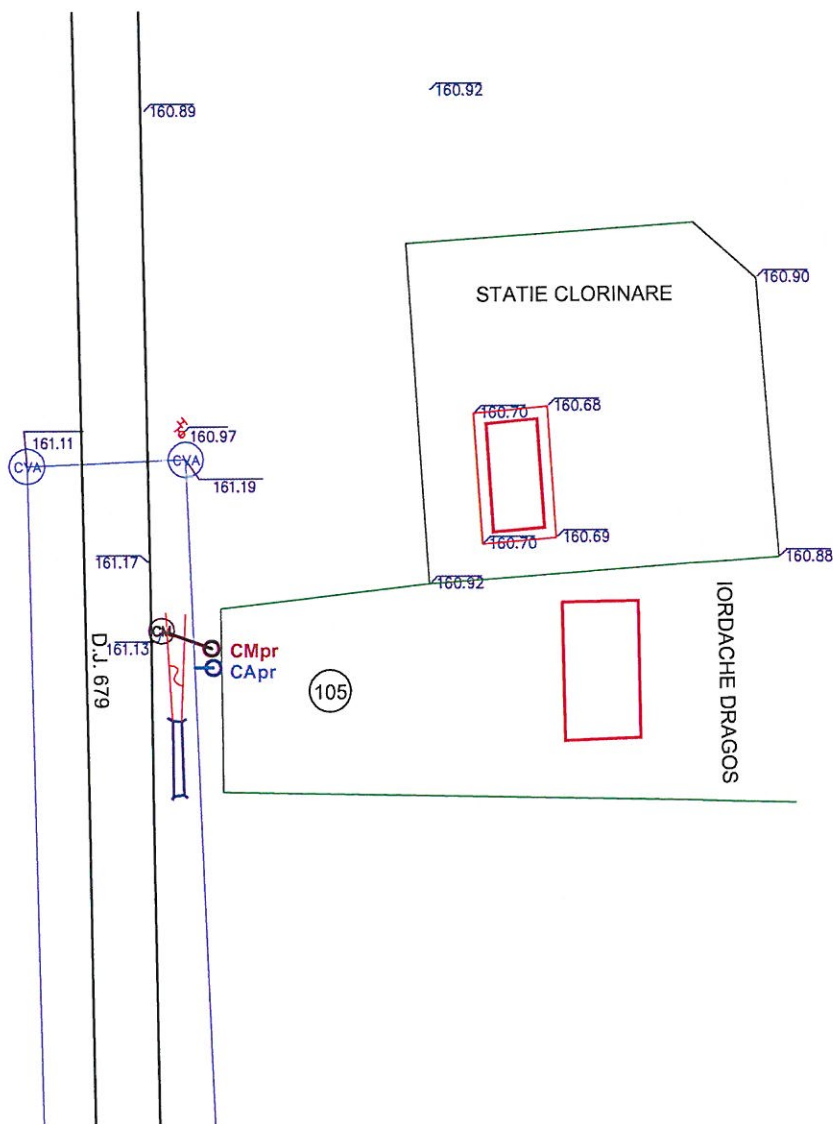 160.92
160.89
160.90
STATIE CLORINARE
160.70
160.68
160.97
161.11
CVA
CVA
161.19
160.70
160.69
161.17
160.92
160.88
CM
161.13
CMpr
CApr
105
D.J. 679
IORDACHE DRAGOS